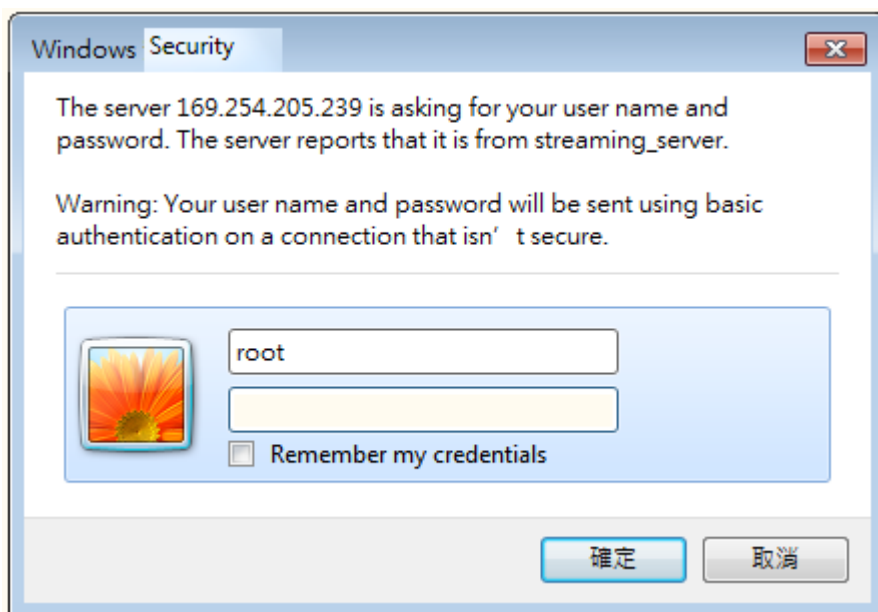 Windows Security
The server 169.254.205.239 is asking for your user name and
password. The server reports that it is from streaming_server.
Warning: Your user name and password will be sent using basic
authentication on a connection that isn’ t secure.
root
Remember my credentials
確定 取消